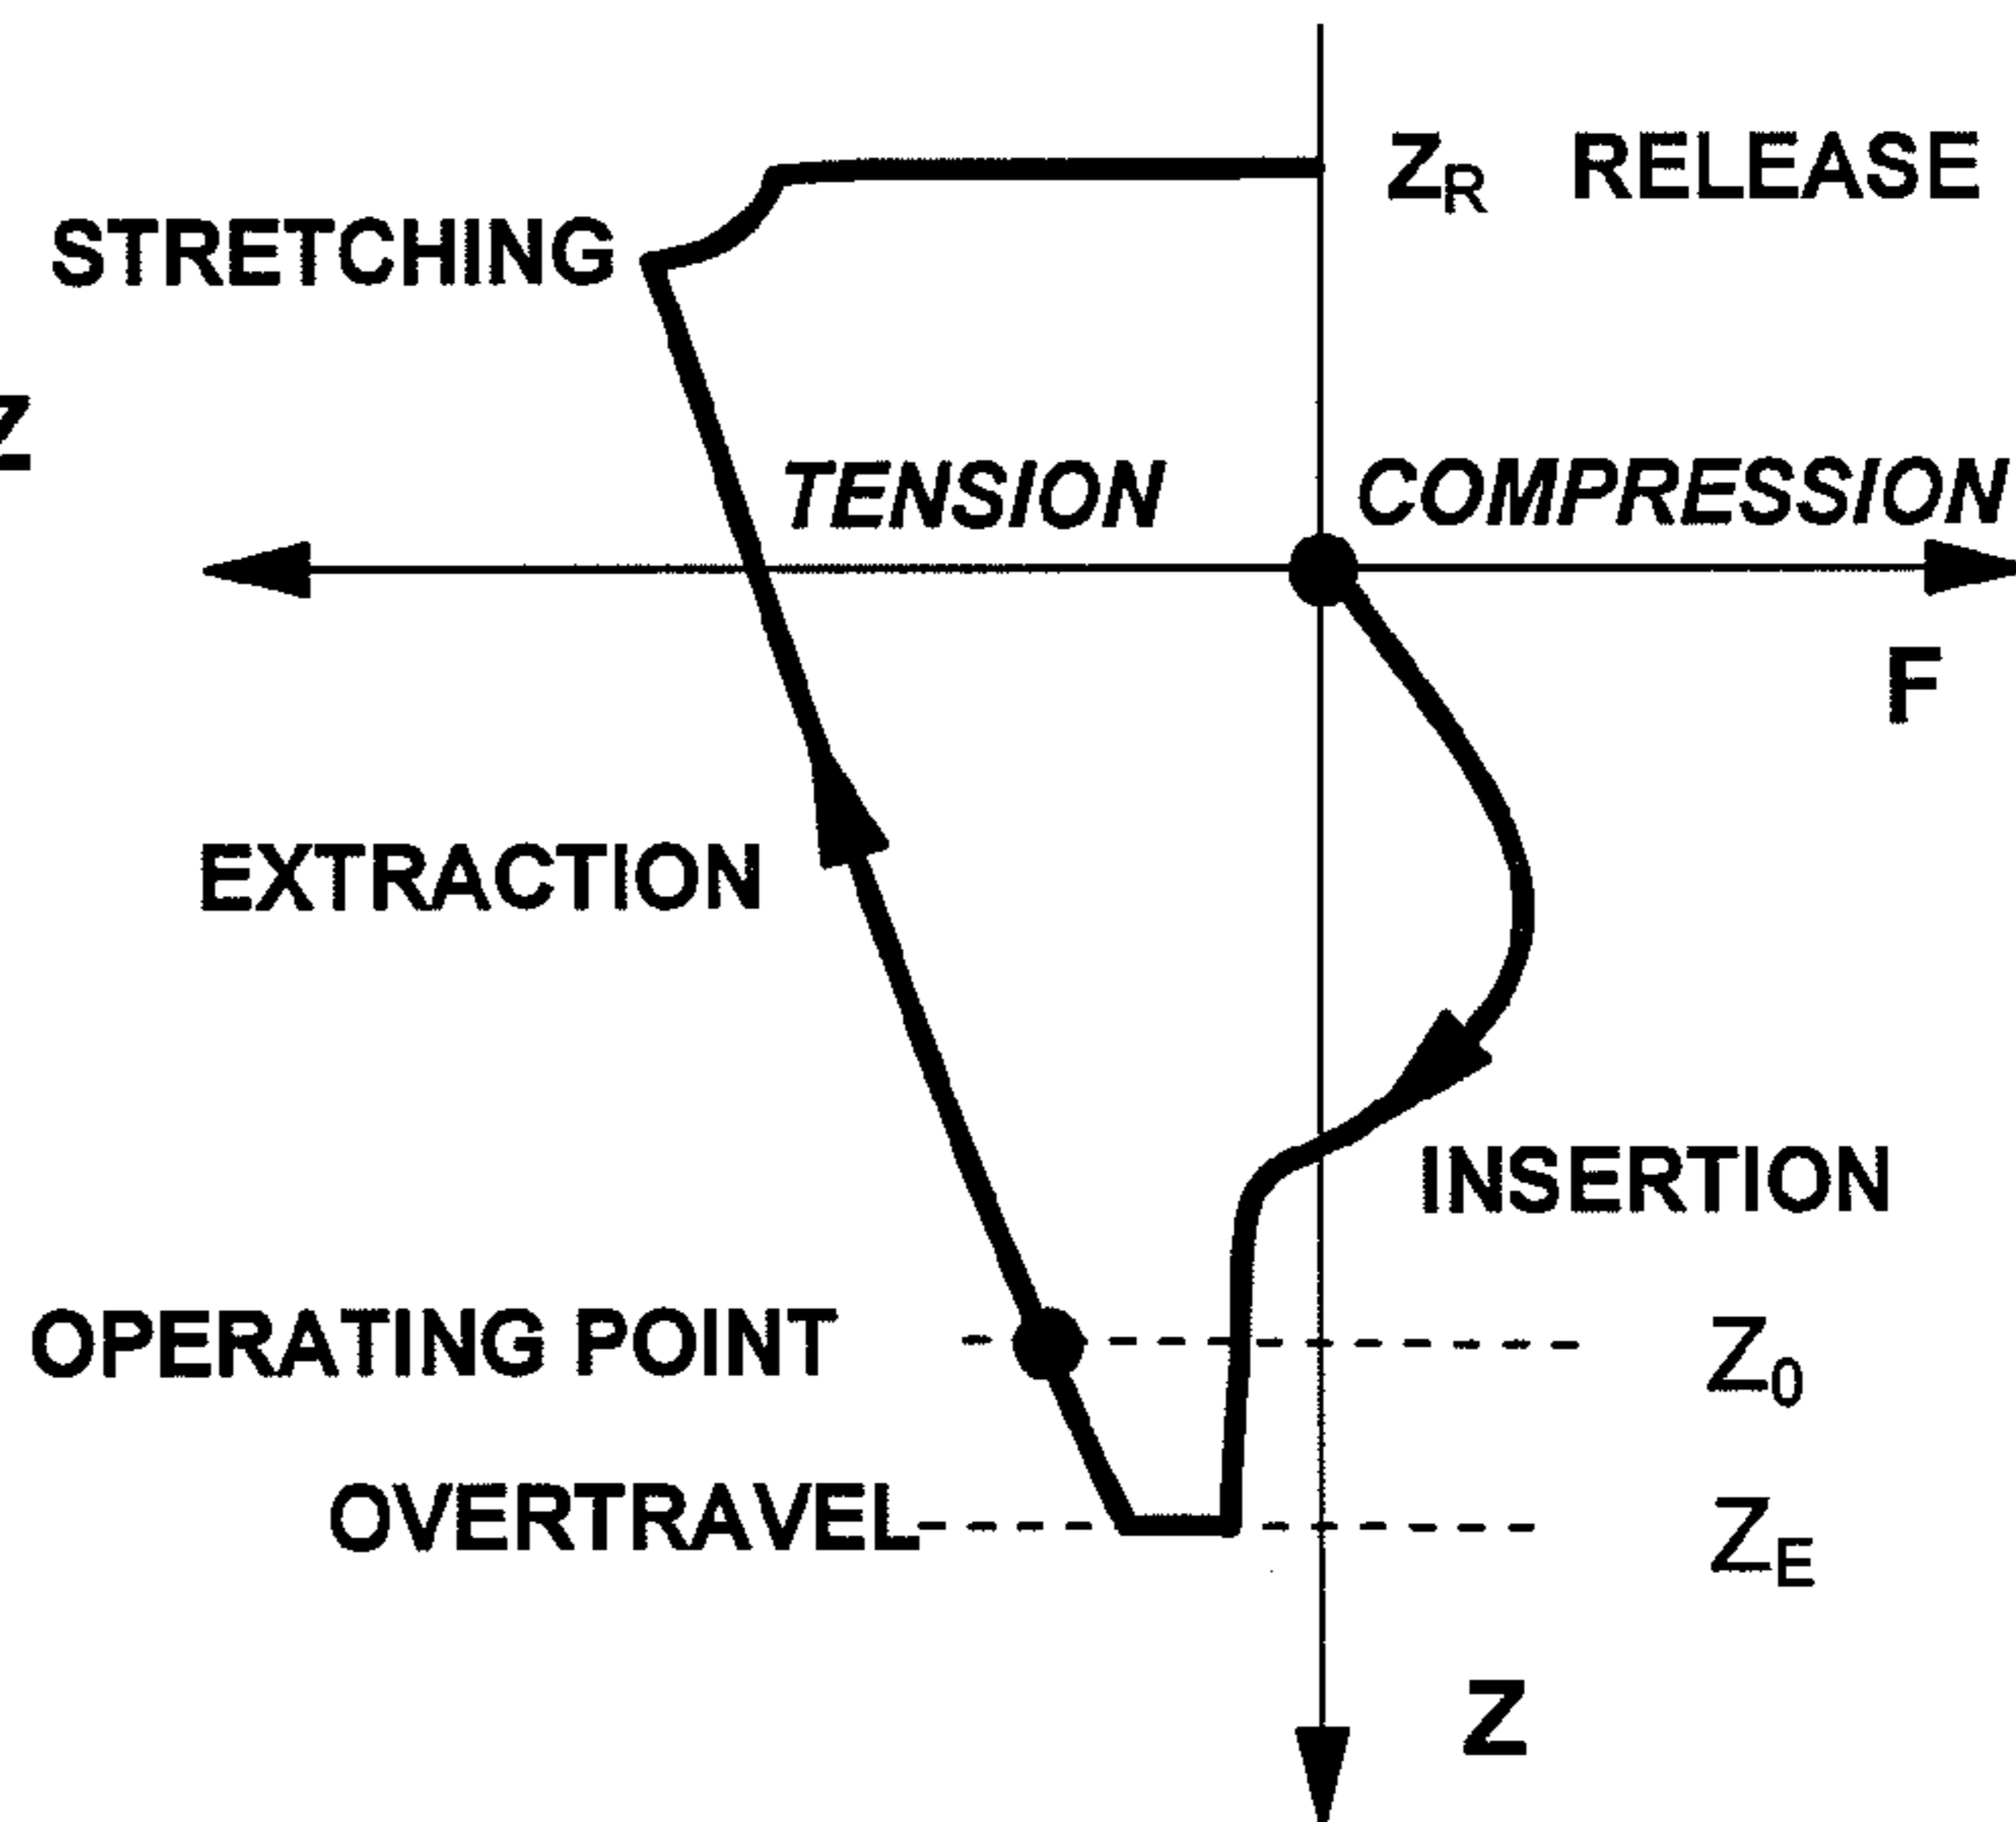 Z_R RELEASE
STRETCHING
Z
TENSION
COMPRESSION
F
EXTRACTION
INSERTION
OPERATING POINT
Z_0
OVERTRAVEL
Z_E
Z